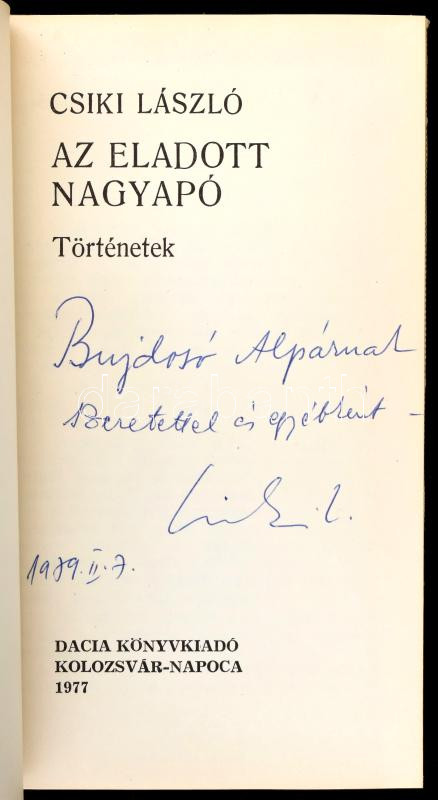 CSIKI LÁSZLÓ
AZ ELADOTT
NAGYAPÓ
Történetek
Bujdosó Alpárnak
szeretettel és egyébként –
Csiki L.
1979. II. 7.
DACIA KÖNYVKIADÓ
KOLOZSVÁR-NAPOCA
1977